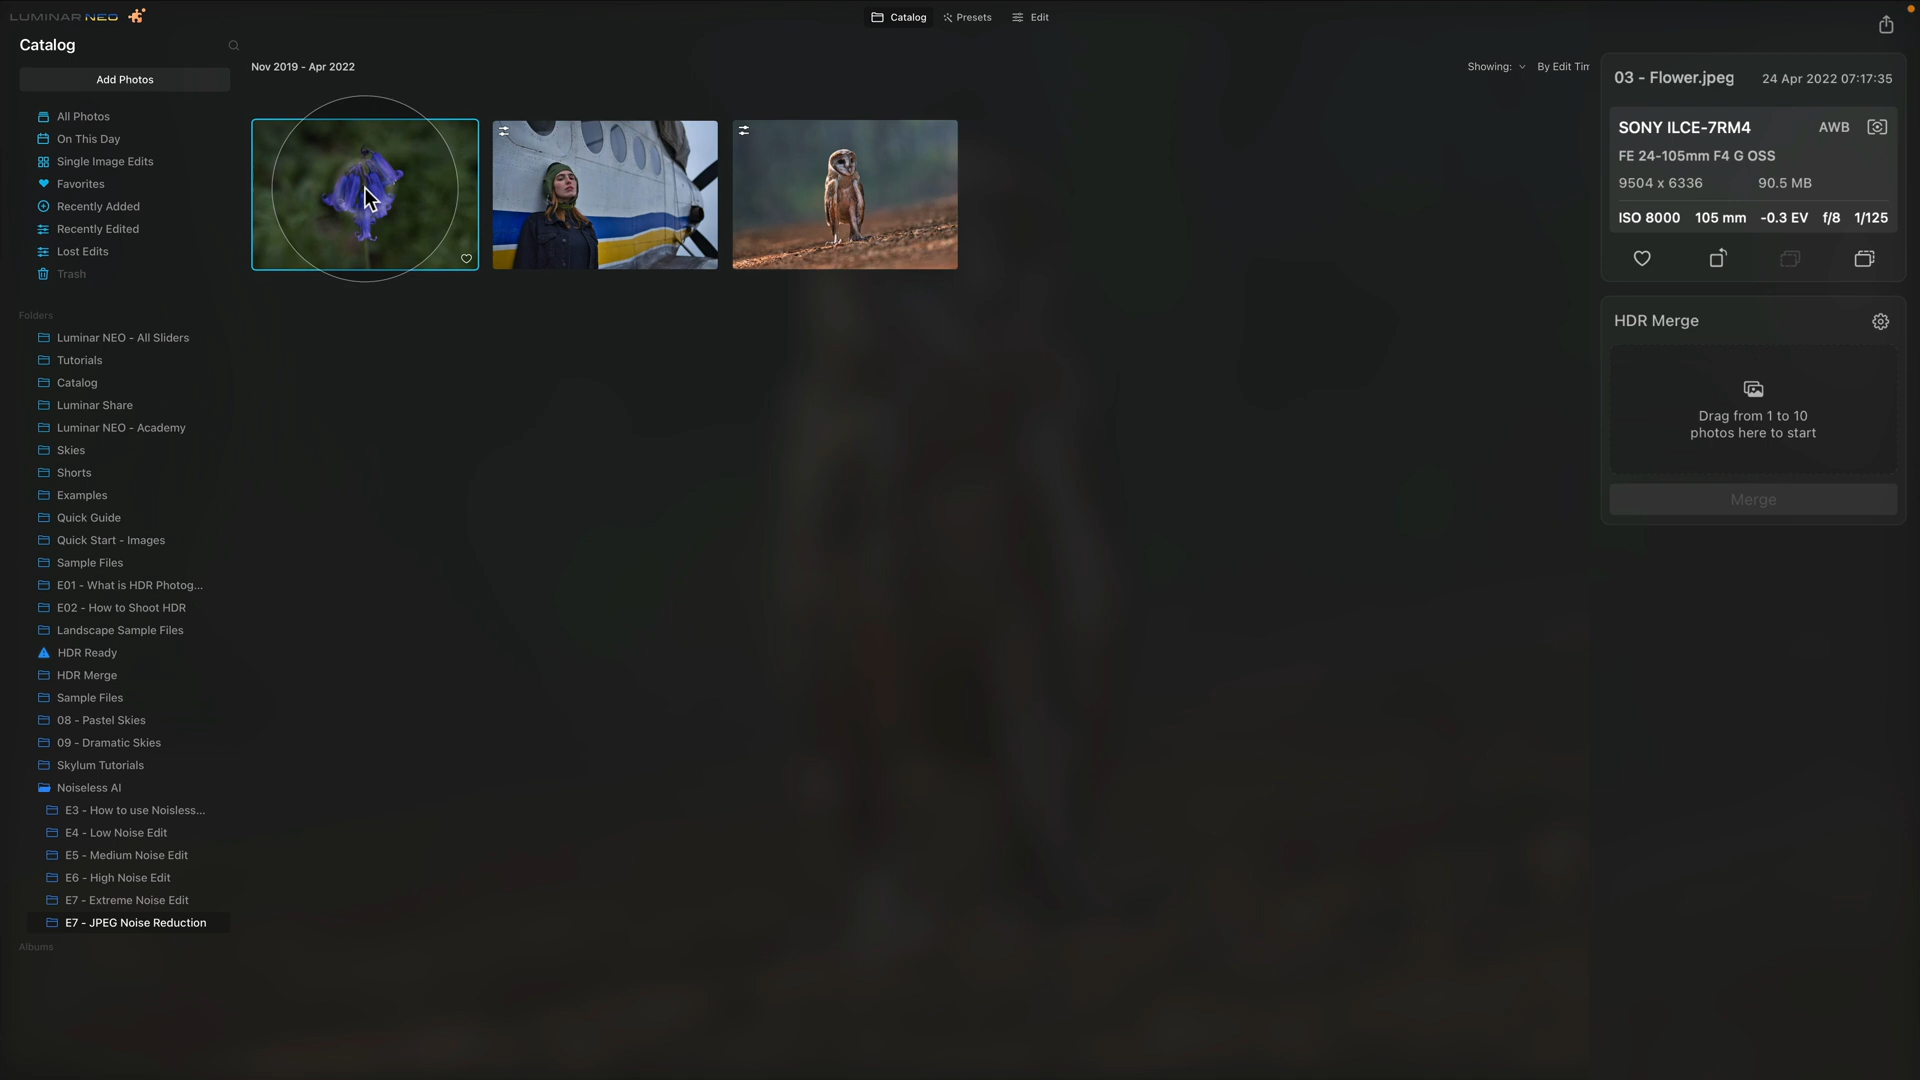 LUMINAR NEO
Catalog
Presets
Edit
Catalog
Add Photos
All Photos
On This Day
Single Image Edits
Favorites
Recently Added
Recently Edited
Lost Edits
Trash
Folders
Luminar NEO - All Sliders
Tutorials
Catalog
Luminar Share
Luminar NEO - Academy
Skies
Shorts
Examples
Quick Guide
Quick Start - Images
Sample Files
E01 - What is HDR Photog...
E02 - How to Shoot HDR
Landscape Sample Files
HDR Ready
HDR Merge
Sample Files
08 - Pastel Skies
09 - Dramatic Skies
Skylum Tutorials
Noiseless AI
E3 - How to use Noisless...
E4 - Low Noise Edit
E5 - Medium Noise Edit
E6 - High Noise Edit
E7 - Extreme Noise Edit
E7 - JPEG Noise Reduction
Albums
Nov 2019 - Apr 2022
Showing:
By Edit Tim
03 - Flower.jpeg 24 Apr 2022 07:17:35
SONY ILCE-7RM4 AWB
FE 24-105mm F4 G OSS
9504 x 6336 90.5 MB
ISO 8000 105 mm -0.3 EV f/8 1/125
HDR Merge
Drag from 1 to 10
photos here to start
Merge